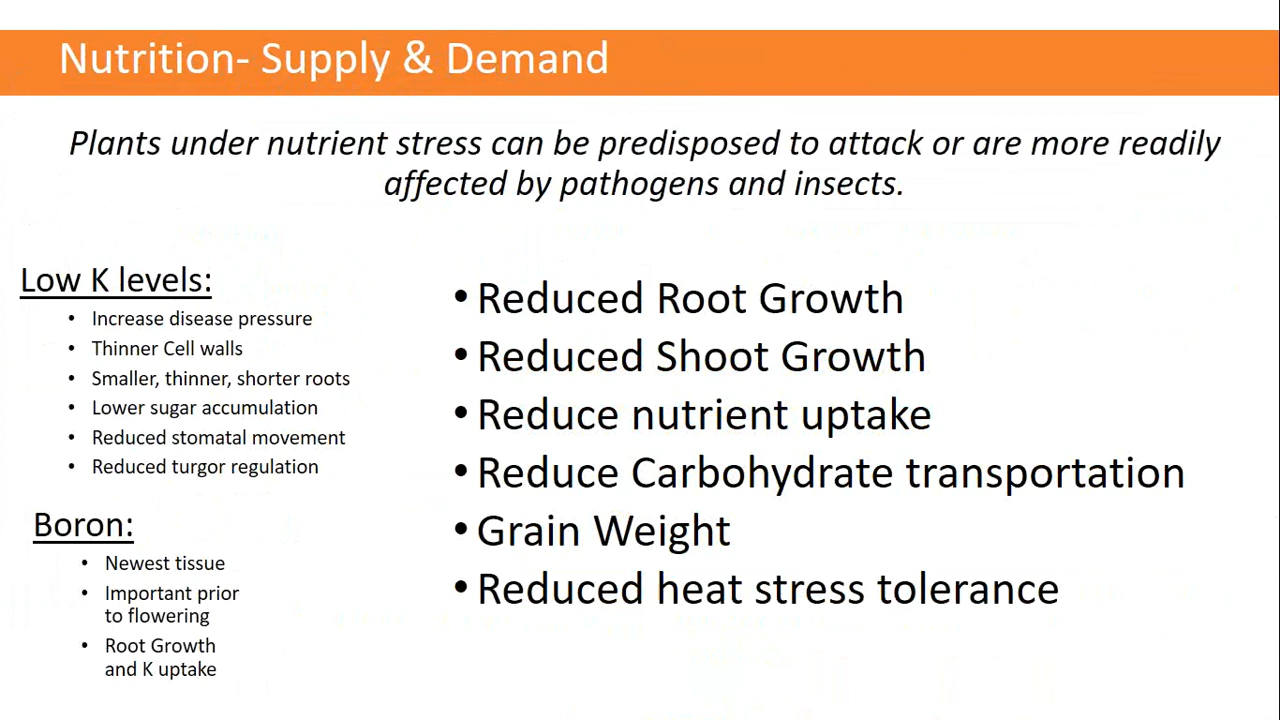 Nutrition- Supply & Demand
Plants under nutrient stress can be predisposed to attack or are more readily
affected by pathogens and insects.
Low K levels:
• Increase disease pressure
• Thinner Cell walls
• Smaller, thinner, shorter roots
• Lower sugar accumulation
• Reduced stomatal movement
• Reduced turgor regulation
Boron:
• Newest tissue
• Important prior
to flowering
• Root Growth
and K uptake
• Reduced Root Growth
• Reduced Shoot Growth
• Reduce nutrient uptake
• Reduce Carbohydrate transportation
• Grain Weight
• Reduced heat stress tolerance